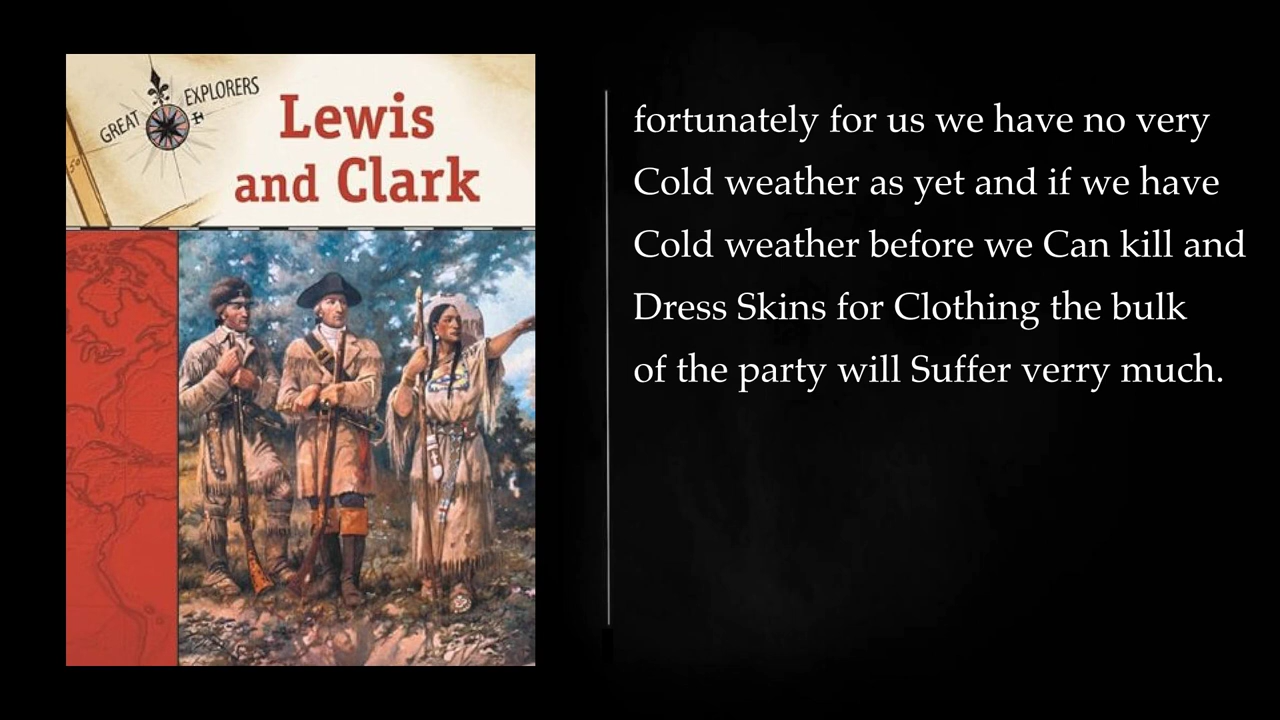 GREAT EXPLORERS
Lewis
and Clark
50
fortunately for us we have no very
Cold weather as yet and if we have
Cold weather before we Can kill and
Dress Skins for Clothing the bulk
of the party will Suffer verry much.